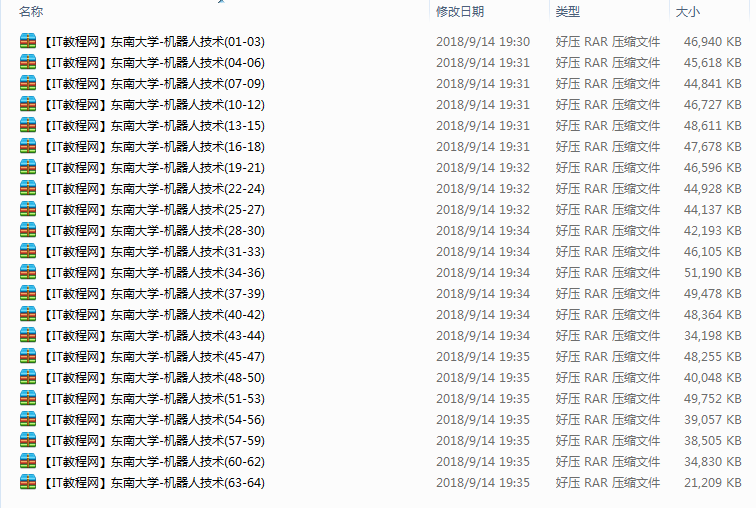 名称 修改日期 类型 大小
【IT教程网】东南大学-机器人技术(01-03) 2018/9/14 19:30 好压 RAR 压缩文件 46,940 KB
【IT教程网】东南大学-机器人技术(04-06) 2018/9/14 19:31 好压 RAR 压缩文件 45,618 KB
【IT教程网】东南大学-机器人技术(07-09) 2018/9/14 19:31 好压 RAR 压缩文件 44,841 KB
【IT教程网】东南大学-机器人技术(10-12) 2018/9/14 19:31 好压 RAR 压缩文件 46,727 KB
【IT教程网】东南大学-机器人技术(13-15) 2018/9/14 19:31 好压 RAR 压缩文件 48,611 KB
【IT教程网】东南大学-机器人技术(16-18) 2018/9/14 19:31 好压 RAR 压缩文件 47,678 KB
【IT教程网】东南大学-机器人技术(19-21) 2018/9/14 19:32 好压 RAR 压缩文件 46,596 KB
【IT教程网】东南大学-机器人技术(22-24) 2018/9/14 19:32 好压 RAR 压缩文件 44,928 KB
【IT教程网】东南大学-机器人技术(25-27) 2018/9/14 19:32 好压 RAR 压缩文件 44,137 KB
【IT教程网】东南大学-机器人技术(28-30) 2018/9/14 19:34 好压 RAR 压缩文件 42,193 KB
【IT教程网】东南大学-机器人技术(31-33) 2018/9/14 19:34 好压 RAR 压缩文件 46,105 KB
【IT教程网】东南大学-机器人技术(34-36) 2018/9/14 19:34 好压 RAR 压缩文件 51,190 KB
【IT教程网】东南大学-机器人技术(37-39) 2018/9/14 19:34 好压 RAR 压缩文件 49,478 KB
【IT教程网】东南大学-机器人技术(40-42) 2018/9/14 19:34 好压 RAR 压缩文件 48,364 KB
【IT教程网】东南大学-机器人技术(43-44) 2018/9/14 19:34 好压 RAR 压缩文件 34,198 KB
【IT教程网】东南大学-机器人技术(45-47) 2018/9/14 19:35 好压 RAR 压缩文件 48,255 KB
【IT教程网】东南大学-机器人技术(48-50) 2018/9/14 19:35 好压 RAR 压缩文件 40,048 KB
【IT教程网】东南大学-机器人技术(51-53) 2018/9/14 19:35 好压 RAR 压缩文件 49,752 KB
【IT教程网】东南大学-机器人技术(54-56) 2018/9/14 19:35 好压 RAR 压缩文件 39,057 KB
【IT教程网】东南大学-机器人技术(57-59) 2018/9/14 19:35 好压 RAR 压缩文件 38,505 KB
【IT教程网】东南大学-机器人技术(60-62) 2018/9/14 19:35 好压 RAR 压缩文件 34,830 KB
【IT教程网】东南大学-机器人技术(63-64) 2018/9/14 19:35 好压 RAR 压缩文件 21,209 KB